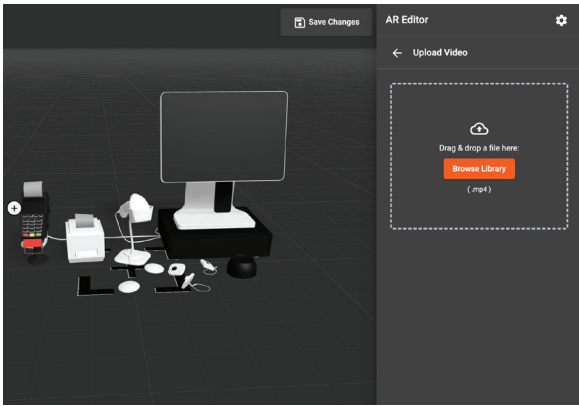 Save Changes
AR Editor
Upload Video
Drag & drop a file here:
Browse Library
( .mp4 )